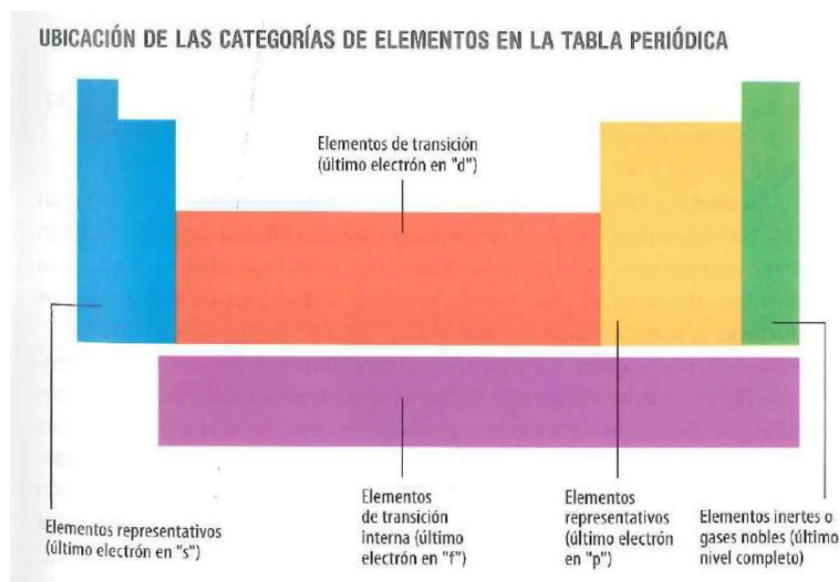 UBICACIÓN DE LAS CATEGORÍAS DE ELEMENTOS EN LA TABLA PERIÓDICA
Elementos de transición
(último electrón en "d")
Elementos representativos
(último electrón en "s")
Elementos
de transición
interna (último
electrón en "f")
Elementos
representativos
(último electrón
en "p")
Elementos inertes o
gases nobles (último
nivel completo)